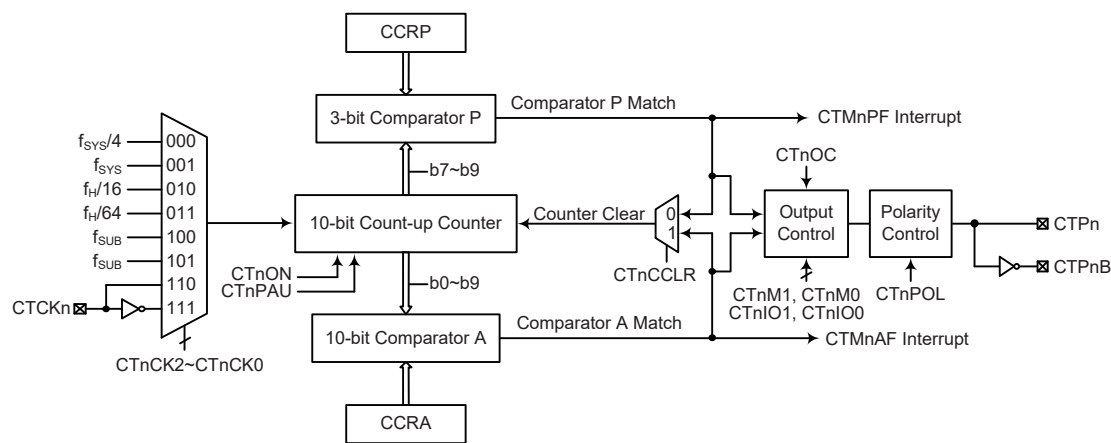 CCRP
3-bit Comparator P
Comparator P Match
CTMnPF Interrupt
fSYS/4
000
fSYS
001
fH/16
010
fH/64
011
fSUB
100
fSUB
101
110
111
CTCKn
CTnCK2~CTnCK0
b7~b9
10-bit Count-up Counter
CTnON
CTnPAU
b0~b9
Counter Clear
0
1
CTnCCLR
CTnOC
Output
Control
CTnM1, CTnM0
CTnIO1, CTnIO0
Polarity
Control
CTnPOL
CTPn
CTPnB
10-bit Comparator A
Comparator A Match
CTMnAF Interrupt
CCRA